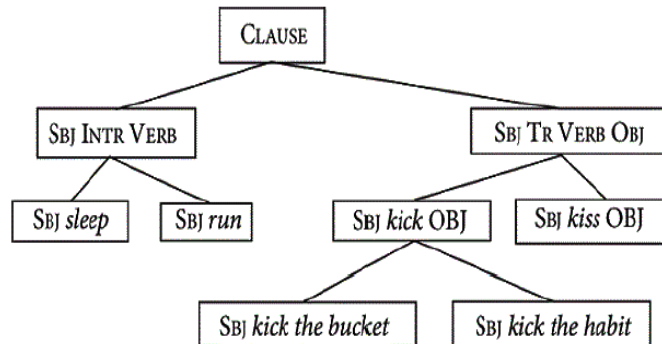 CLAUSE
SBJ INTR VERB
SBJ TR VERB OBJ
SBJ sleep
SBJ run
SBJ kick OBJ
SBJ kiss OBJ
SBJ kick the bucket
SBJ kick the habit